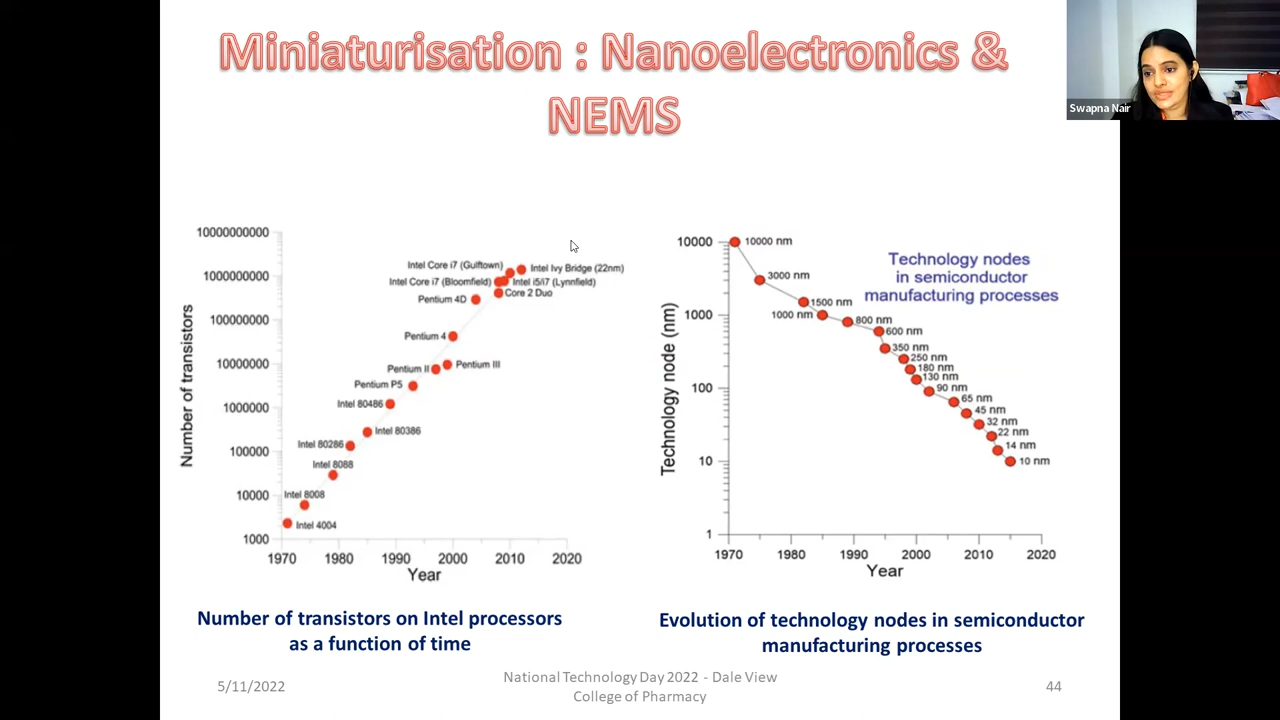 Miniaturisation : Nanoelectronics &
NEMS
Swapna Nair
10000000000
1000000000
100000000
10000000
1000000
100000
10000
1000
Number of transistors
Intel Core i7 (Gulftown)
Intel Ivy Bridge (22nm)
Intel Core i7 (Bloomfield)
Intel i5/i7 (Lynnfield)
Core 2 Duo
Pentium 4D
Pentium 4
Pentium II
Pentium III
Pentium P5
Intel 80486
Intel 80386
Intel 80286
Intel 8088
Intel 8008
Intel 4004
1970 1980 1990 2000 2010 2020
Year
Number of transistors on Intel processors
as a function of time
10000
1000
100
10
1
Technology node (nm)
Technology nodes
in semiconductor
manufacturing processes
10000 nm
3000 nm
1500 nm
1000 nm
800 nm
600 nm
350 nm
250 nm
180 nm
130 nm
90 nm
65 nm
45 nm
32 nm
22 nm
14 nm
10 nm
1970 1980 1990 2000 2010 2020
Year
Evolution of technology nodes in semiconductor
manufacturing processes
5/11/2022
National Technology Day 2022 - Dale View
College of Pharmacy
44